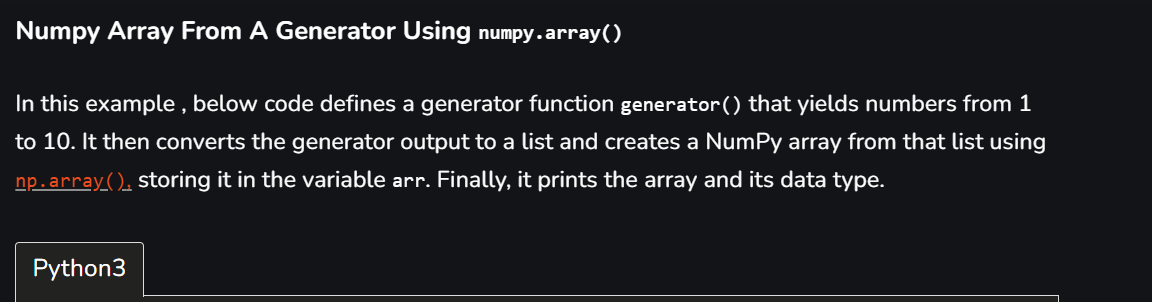 Numpy Array From A Generator Using numpy.array()
In this example , below code defines a generator function generator() that yields numbers from 1
to 10. It then converts the generator output to a list and creates a NumPy array from that list using
np.array(), storing it in the variable arr. Finally, it prints the array and its data type.
Python3